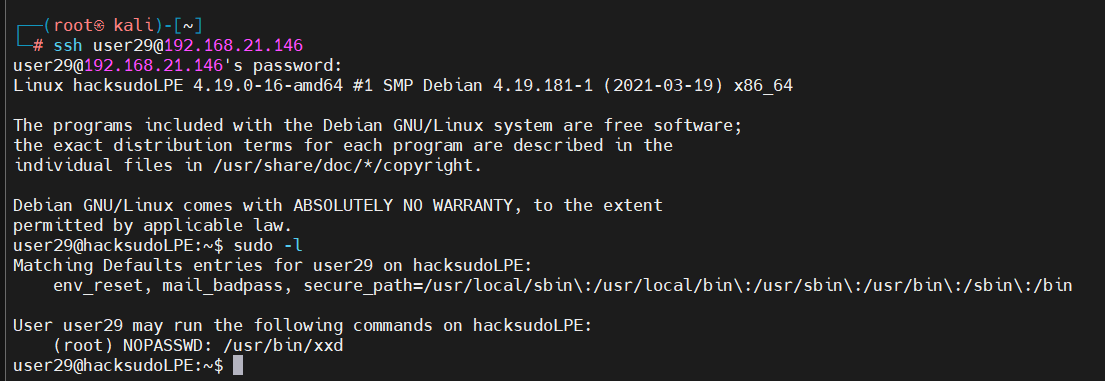 ┌──(root㉿ kali)-[~]
└─# ssh user29@192.168.21.146
user29@192.168.21.146's password:
Linux hacksudoLPE 4.19.0-16-amd64 #1 SMP Debian 4.19.181-1 (2021-03-19) x86_64
The programs included with the Debian GNU/Linux system are free software;
the exact distribution terms for each program are described in the
individual files in /usr/share/doc/*/copyright.
Debian GNU/Linux comes with ABSOLUTELY NO WARRANTY, to the extent
permitted by applicable law.
user29@hacksudoLPE:~$ sudo -l
Matching Defaults entries for user29 on hacksudoLPE:
    env_reset, mail_badpass, secure_path=/usr/local/sbin\:/usr/local/bin\:/usr/sbin\:/usr/bin\:/sbin\:/bin
User user29 may run the following commands on hacksudoLPE:
    (root) NOPASSWD: /usr/bin/xxd
user29@hacksudoLPE:~$